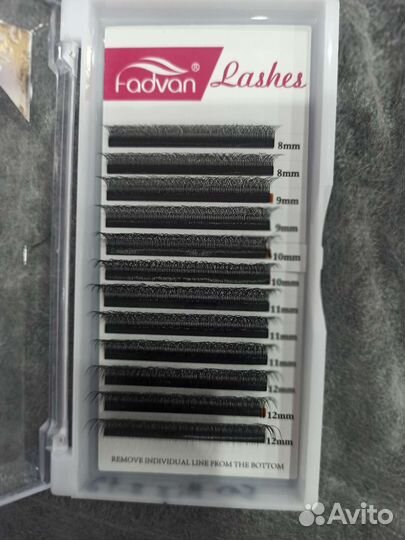 Fadvan® Lashes
8mm
8mm
9mm
9mm
10mm
10mm
11mm
11mm
11mm
12mm
12mm
12mm
REMOVE INDIVIDUAL LINE FROM THE BOTTOM
Avito